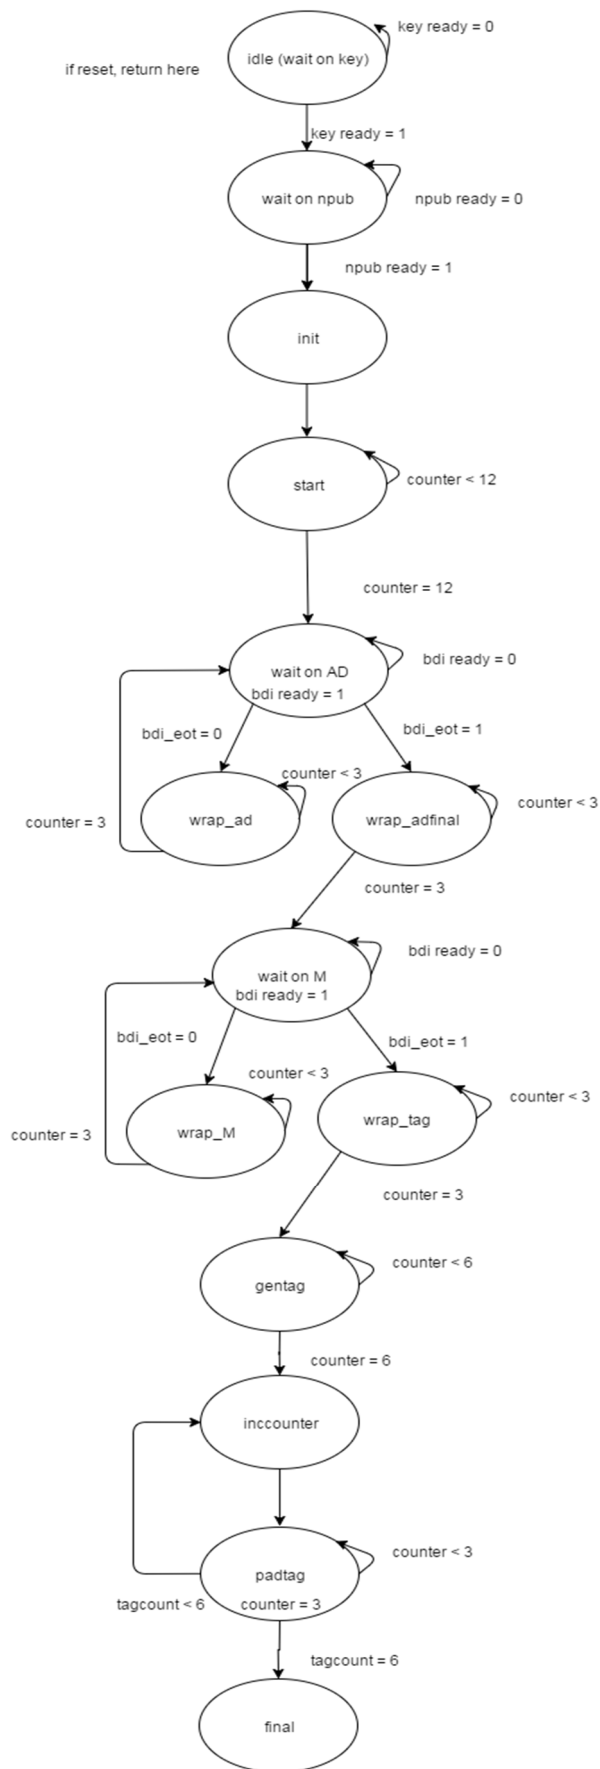 key ready = 0
idle (wait on key)
if reset, return here
key ready = 1
wait on npub
npub ready = 0
npub ready = 1
init
start
counter < 12
counter = 12
wait on AD
bdi ready = 0
bdi ready = 1
bdi_eot = 0
bdi_eot = 1
counter < 3
counter < 3
wrap_ad
wrap_adfinal
counter = 3
counter = 3
wait on M
bdi ready = 0
bdi ready = 1
bdi_eot = 0
bdi_eot = 1
counter < 3
counter < 3
wrap_M
wrap_tag
counter = 3
counter = 3
gentag
counter < 6
counter = 6
inccounter
counter < 3
padtag
tagcount < 6
counter = 3
tagcount = 6
final